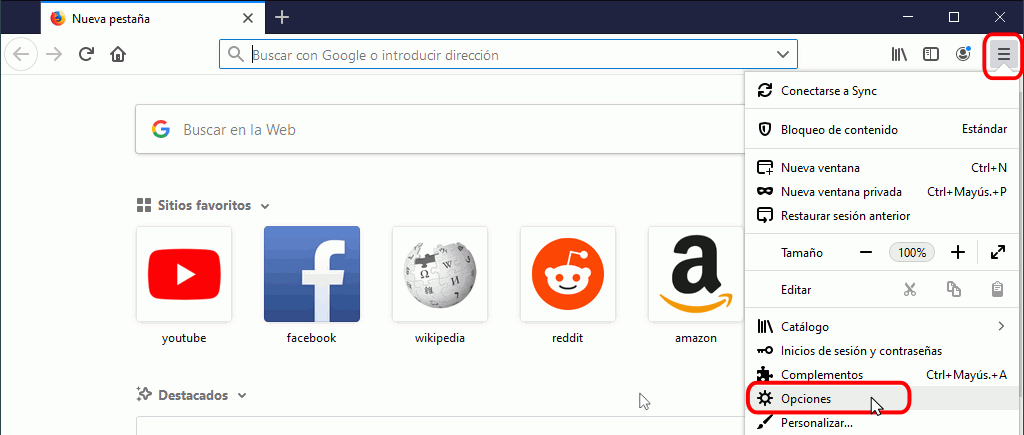 Nueva pestaña
Buscar con Google o introducir dirección
Conectarse a Sync
Bloqueo de contenido Estándar
Buscar en la Web
Nueva ventana Ctrl+N
Nueva ventana privada Ctrl+Mayús.+P
Restaurar sesión anterior
Sitios favoritos
Tamaño 100%
Editar
youtube facebook wikipedia reddit amazon
Catálogo
Inicios de sesión y contraseñas
Complementos Ctrl+Mayús.+A
Destacados
Opciones
Personalizar...